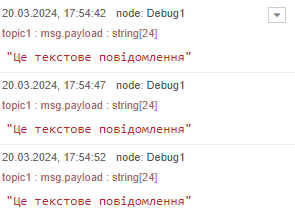 20.03.2024, 17:54:42 node: Debug1
topic1 : msg.payload : string[24]
"Це текстове повідомлення"
20.03.2024, 17:54:47 node: Debug1
topic1 : msg.payload : string[24]
"Це текстове повідомлення"
20.03.2024, 17:54:52 node: Debug1
topic1 : msg.payload : string[24]
"Це текстове повідомлення"